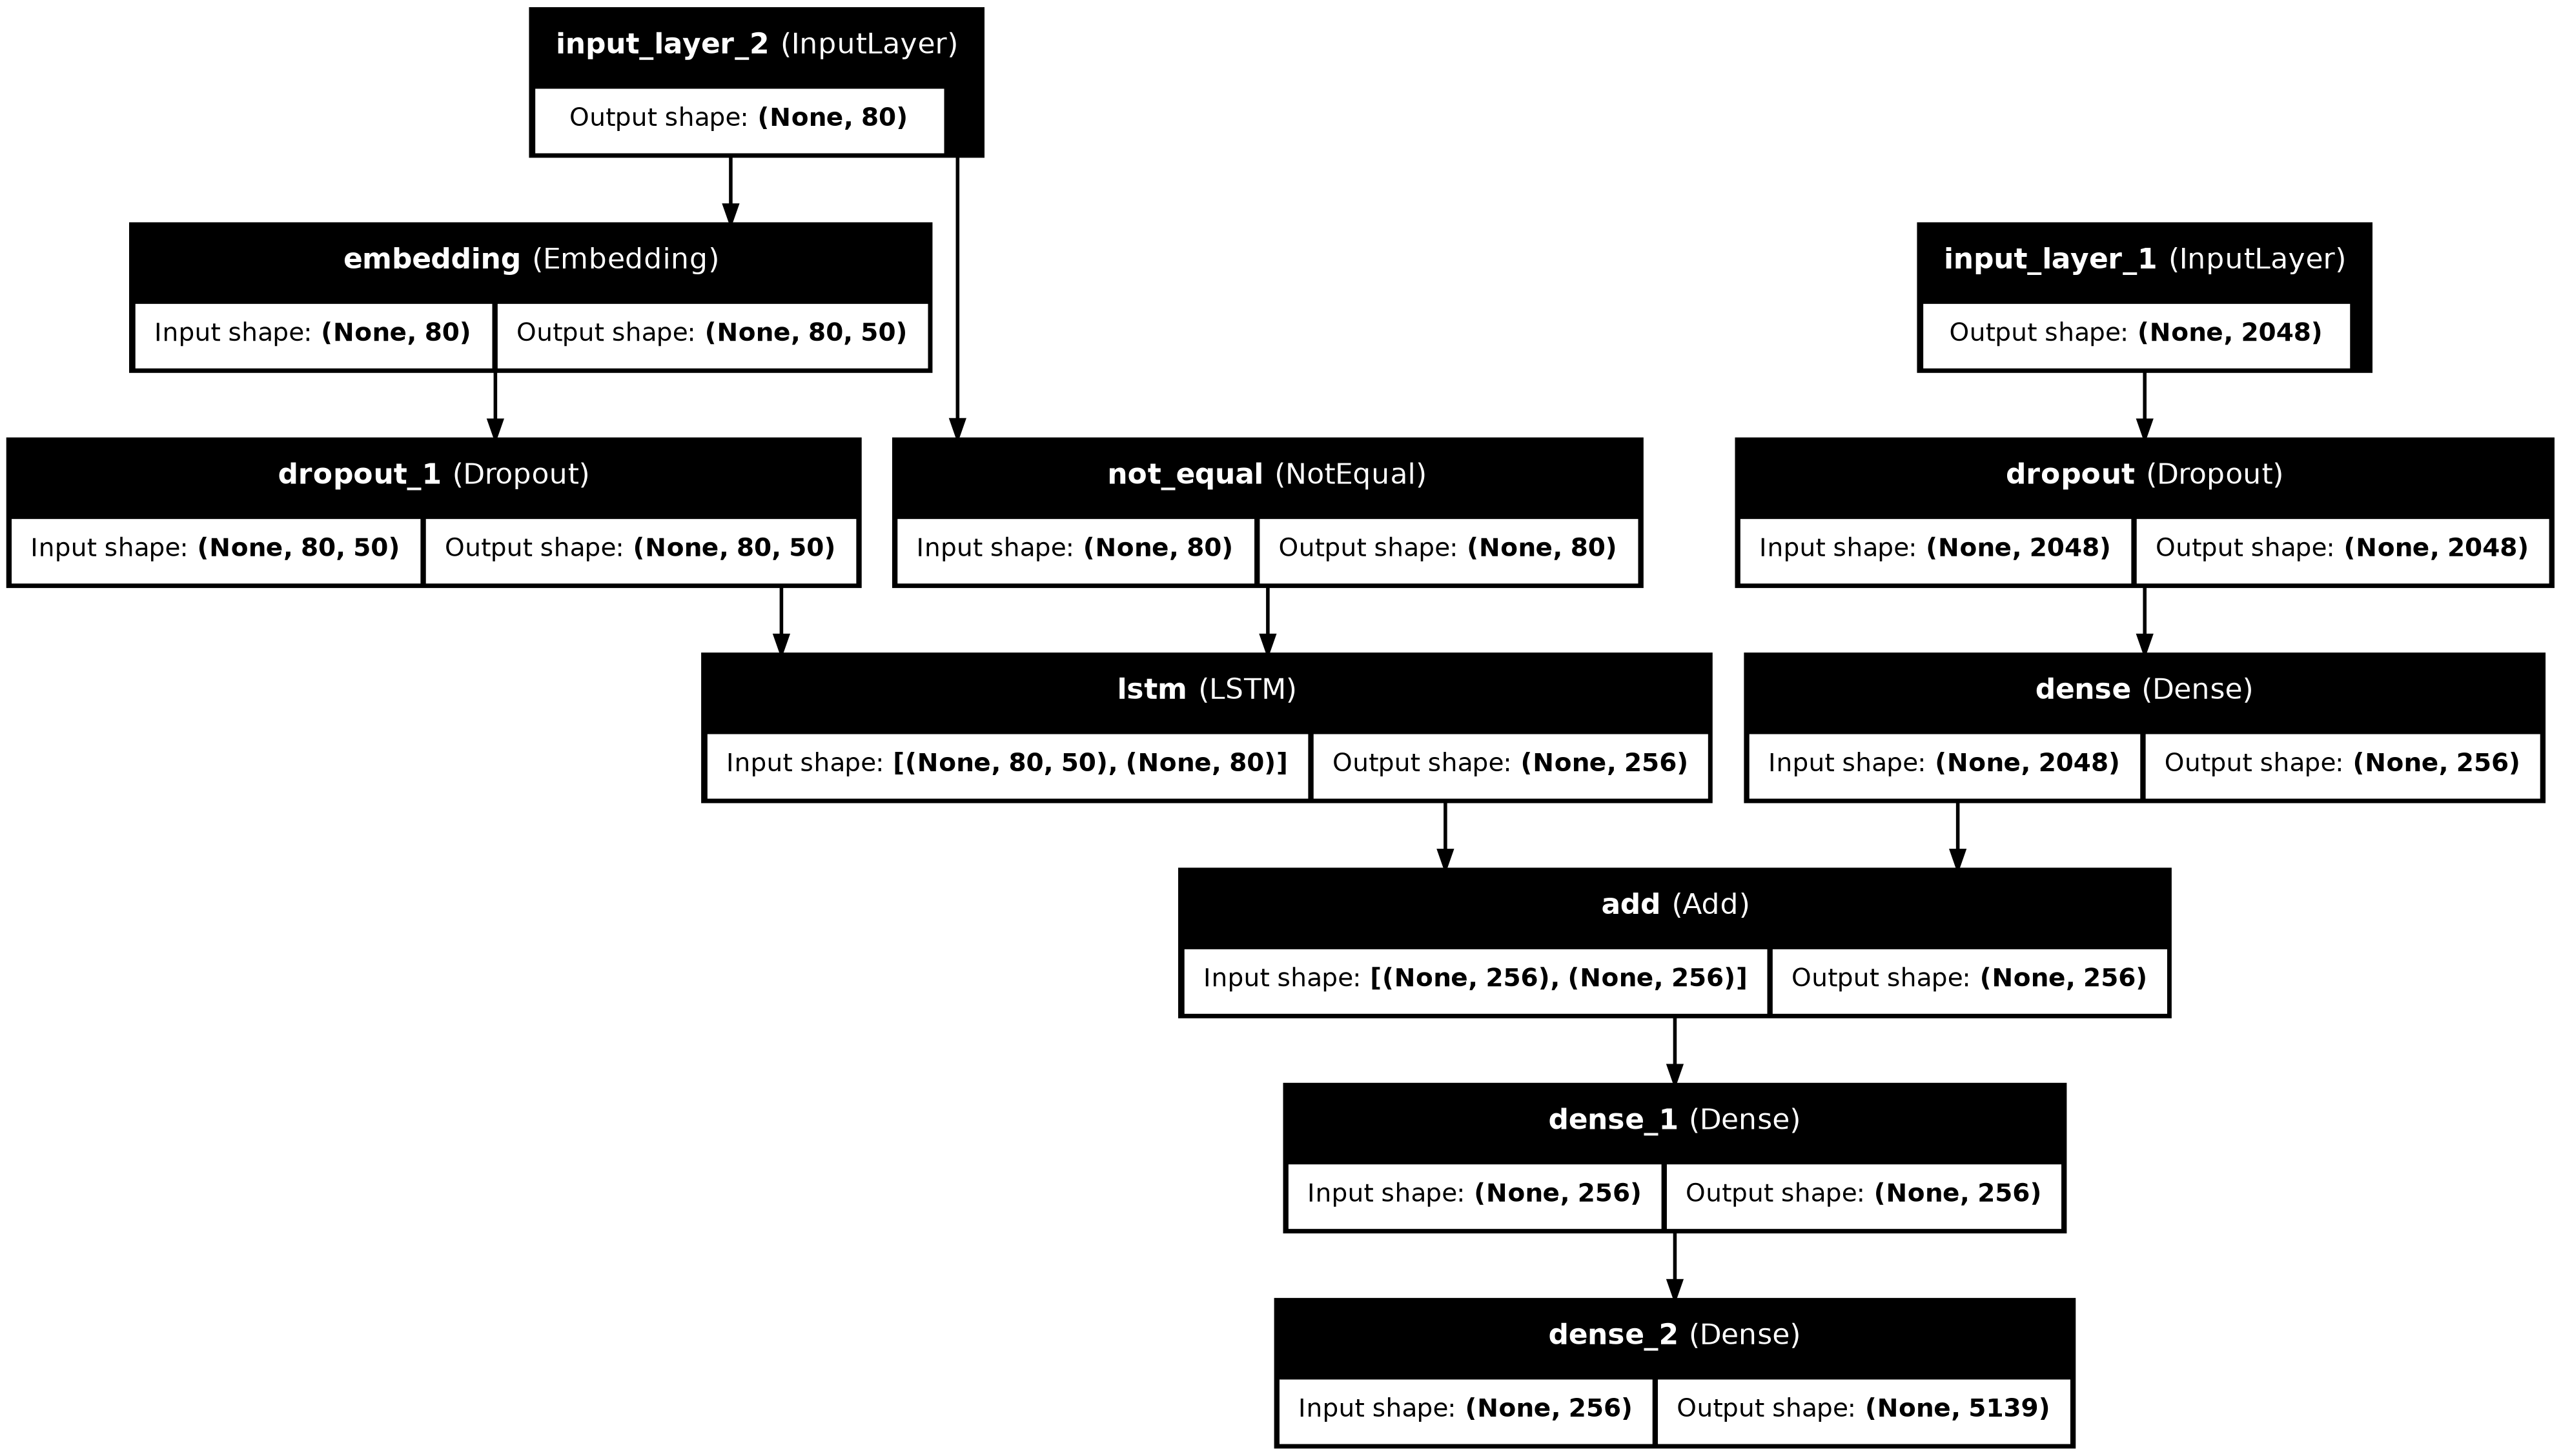 input_layer_2 (InputLayer)
Output shape: (None, 80)
embedding (Embedding)
Input shape: (None, 80) Output shape: (None, 80, 50)
input_layer_1 (InputLayer)
Output shape: (None, 2048)
dropout_1 (Dropout)
Input shape: (None, 80, 50) Output shape: (None, 80, 50)
not_equal (NotEqual)
Input shape: (None, 80) Output shape: (None, 80)
dropout (Dropout)
Input shape: (None, 2048) Output shape: (None, 2048)
lstm (LSTM)
Input shape: [(None, 80, 50), (None, 80)] Output shape: (None, 256)
dense (Dense)
Input shape: (None, 2048) Output shape: (None, 256)
add (Add)
Input shape: [(None, 256), (None, 256)] Output shape: (None, 256)
dense_1 (Dense)
Input shape: (None, 256) Output shape: (None, 256)
dense_2 (Dense)
Input shape: (None, 256) Output shape: (None, 5139)